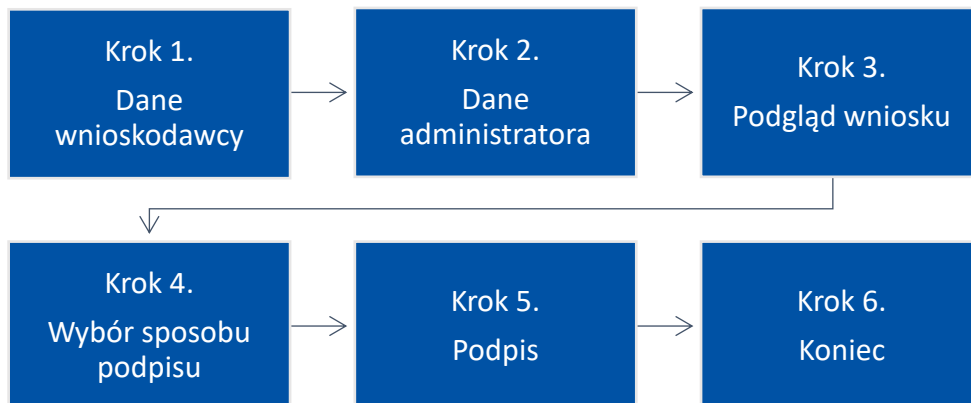 Krok 1.
Dane
wnioskodawcy
Krok 2.
Dane
administratora
Krok 3.
Podgląd wniosku
Krok 4.
Wybór sposobu
podpisu
Krok 5.
Podpis
Krok 6.
Koniec